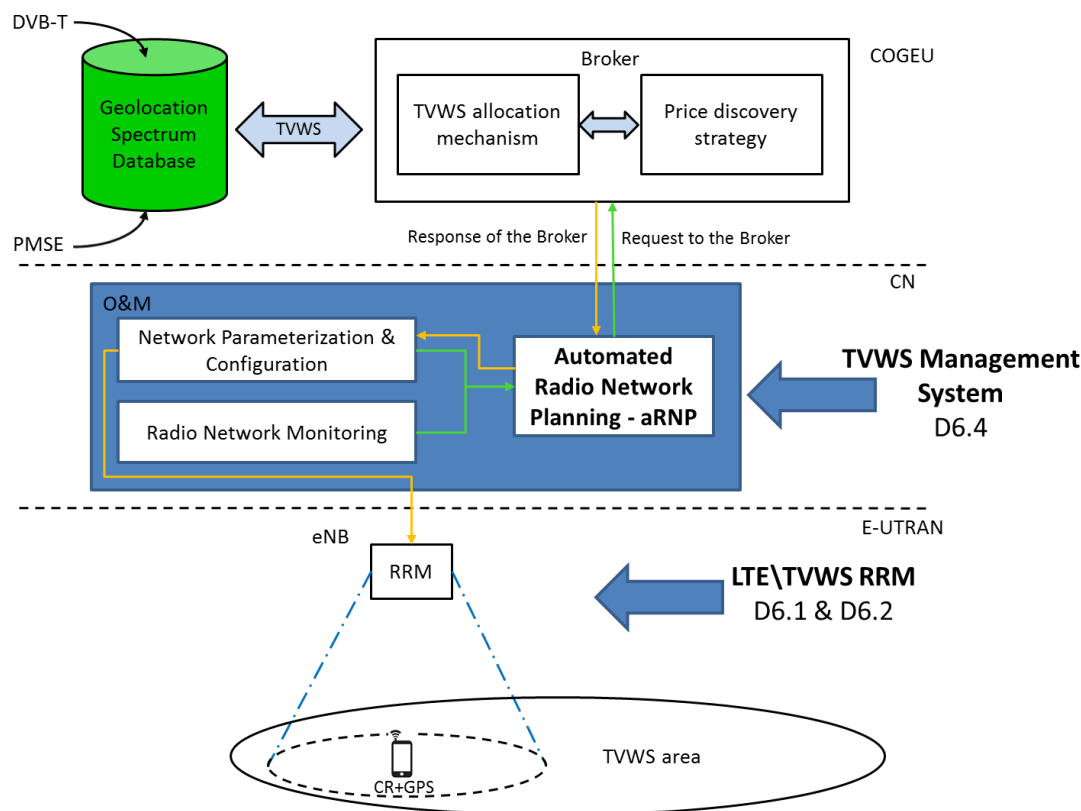 DVB-T
Geolocation
Spectrum
Database
PMSE
TVWS
Broker
TVWS allocation
mechanism
Price discovery
strategy
COGEU
Response of the Broker
Request to the Broker
CN
O&M
Network Parameterization &
Configuration
Radio Network Monitoring
Automated
Radio Network
Planning - aRNP
TVWS Management
System
D6.4
E-UTRAN
eNB
RRM
LTE\TVWS RRM
D6.1 & D6.2
TVWS area
CR+GPS